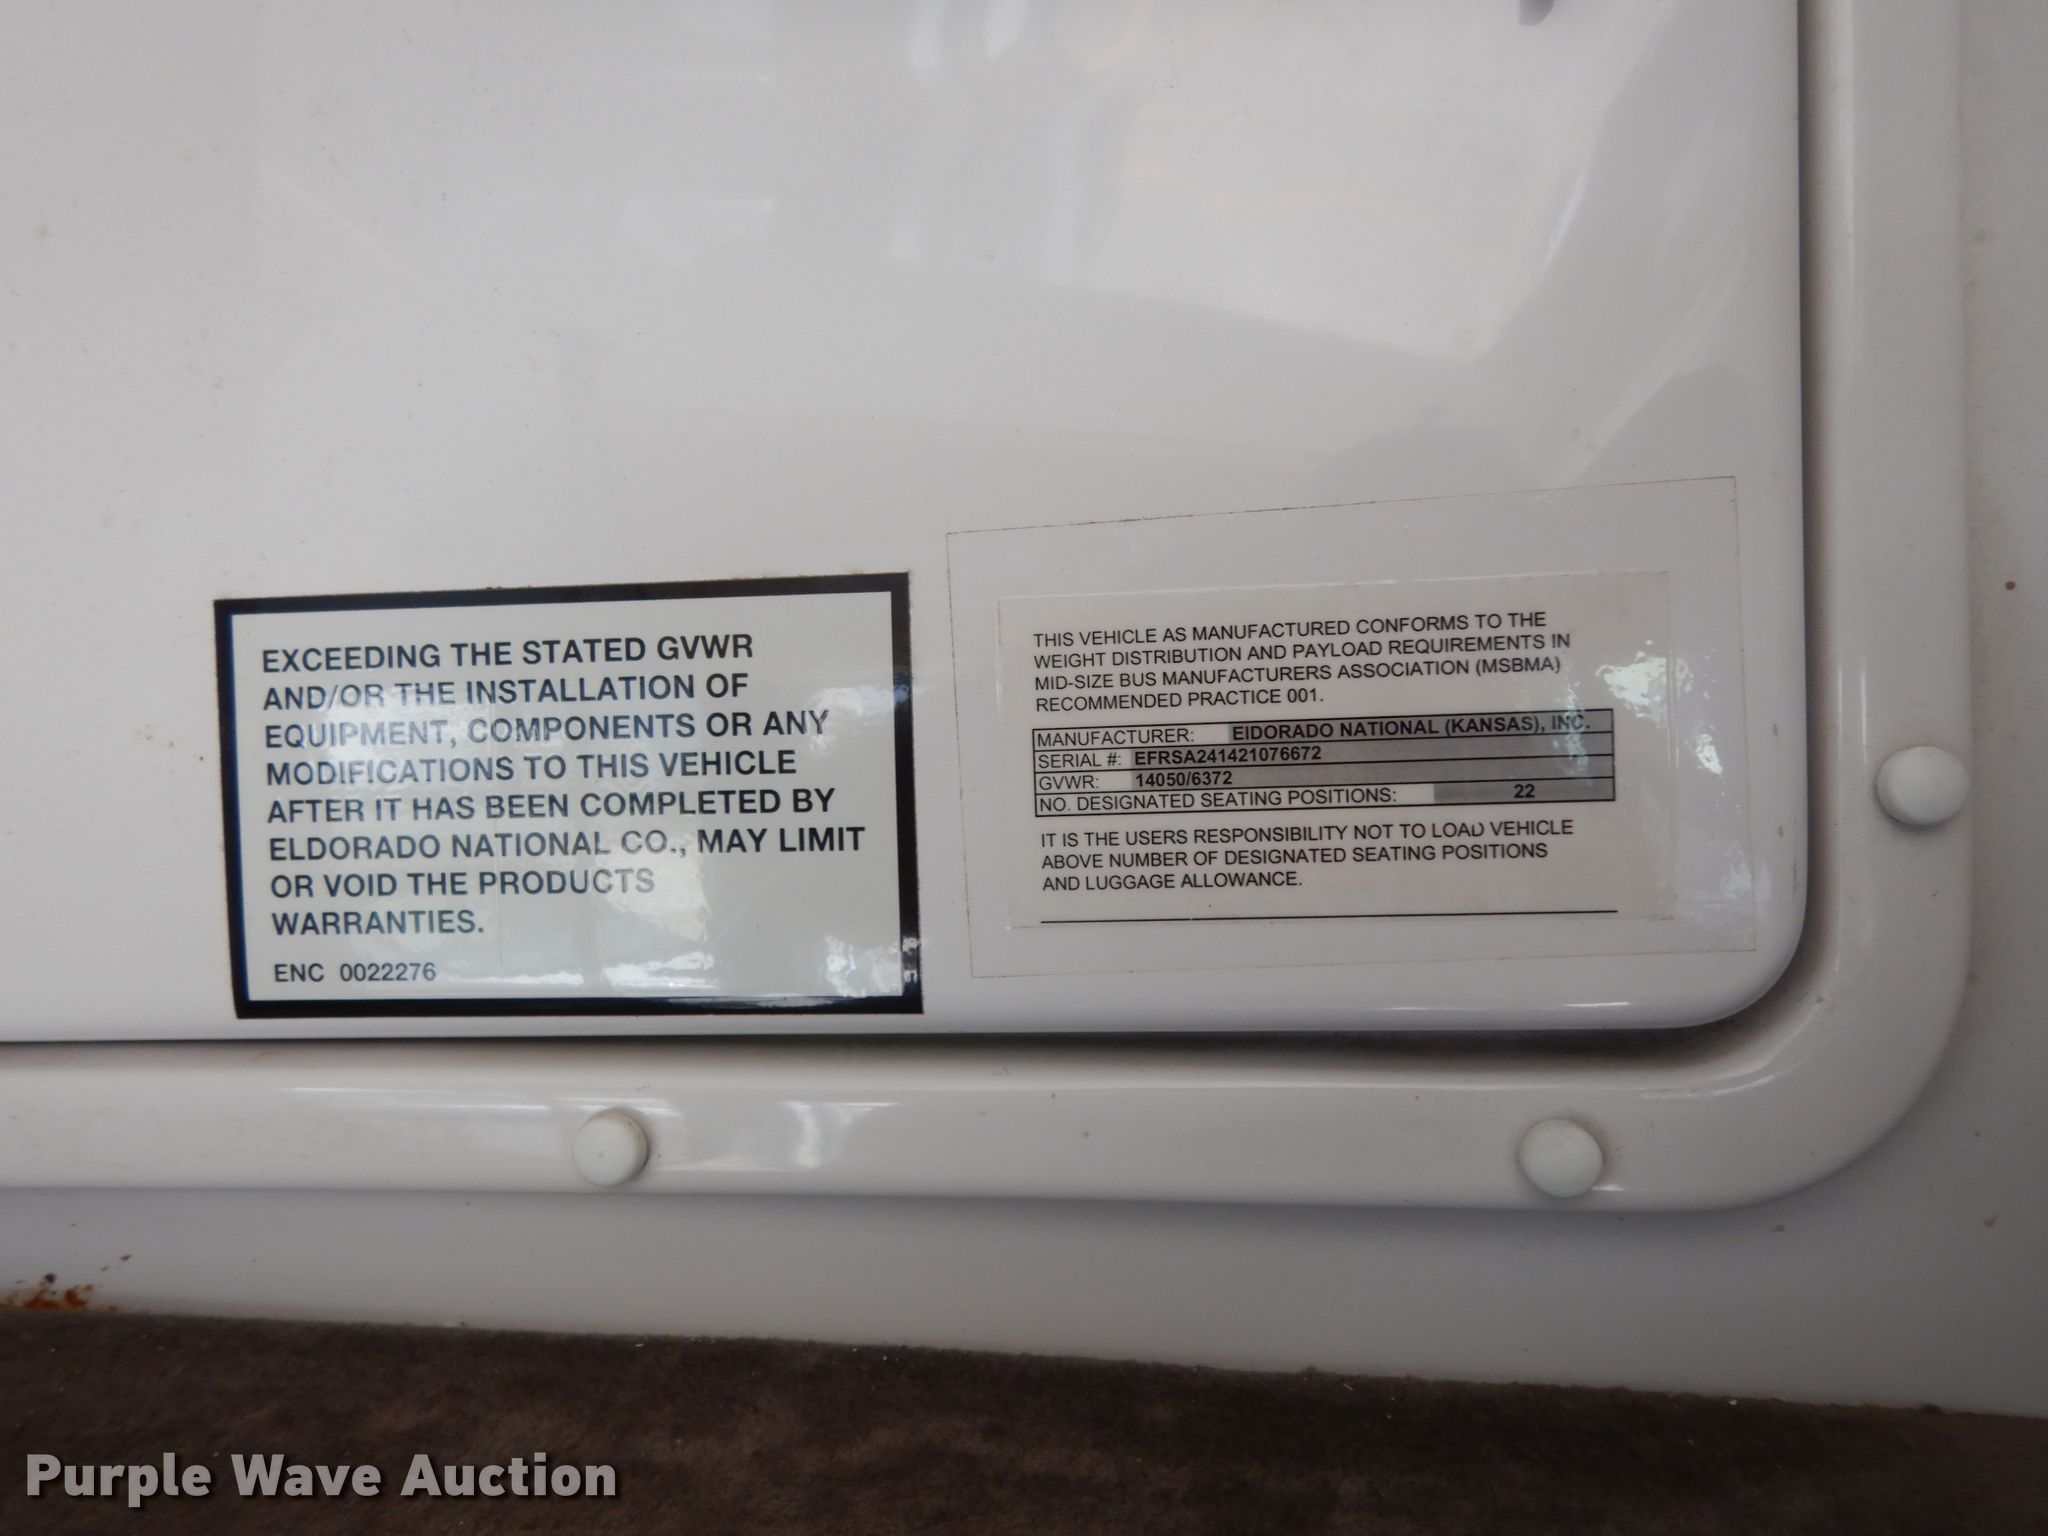 EXCEEDING THE STATED GVWR
AND/OR THE INSTALLATION OF
EQUIPMENT, COMPONENTS OR ANY
MODIFICATIONS TO THIS VEHICLE
AFTER IT HAS BEEN COMPLETED BY
ELDORADO NATIONAL CO., MAY LIMIT
OR VOID THE PRODUCTS
WARRANTIES.
ENC 0022276
THIS VEHICLE AS MANUFACTURED CONFORMS TO THE
WEIGHT DISTRIBUTION AND PAYLOAD REQUIREMENTS IN
MID-SIZE BUS MANUFACTURERS ASSOCIATION (MSBMA)
RECOMMENDED PRACTICE 001.
MANUFACTURER: ElDORADO NATIONAL (KANSAS), INC.
SERIAL #: EFRSA241421076672
GVWR: 14050/6372
NO. DESIGNATED SEATING POSITIONS: 22
IT IS THE USERS RESPONSIBILITY NOT TO LOAD VEHICLE
ABOVE NUMBER OF DESIGNATED SEATING POSITIONS
AND LUGGAGE ALLOWANCE.
Purple Wave Auction